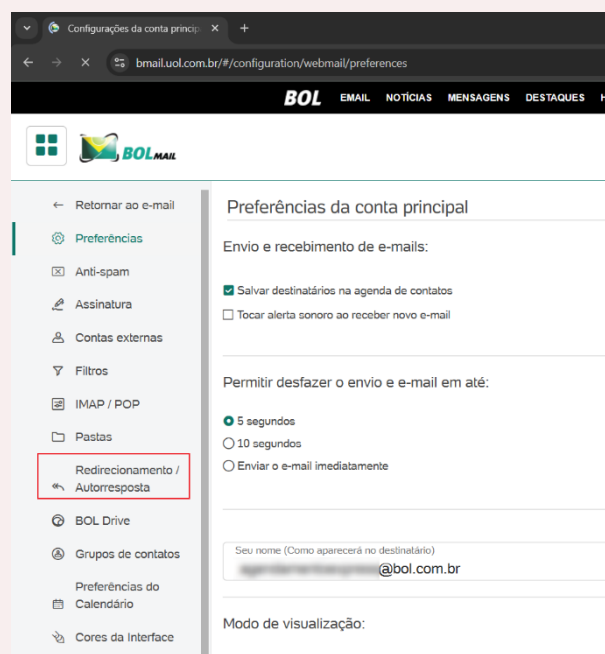 Configurações da conta princip
bmail.uol.com.br/#/configuration/webmail/preferences
BOL EMAIL NOTÍCIAS MENSAGENS DESTAQUES H
BOL MAIL
Retornar ao e-mail
Preferências
Anti-spam
Assinatura
Contas externas
Filtros
IMAP / POP
Pastas
Redirecionamento /
Autorresposta
BOL Drive
Grupos de contatos
Preferências do
Calendário
Cores da Interface
Preferências da conta principal
Envio e recebimento de e-mails:
Salvar destinatários na agenda de contatos
Tocar alerta sonoro ao receber novo e-mail
Permitir desfazer o envio e e-mail em até:
5 segundos
10 segundos
Enviar o e-mail imediatamente
Seu nome (Como aparecerá no destinatário)
@bol.com.br
Modo de visualização: